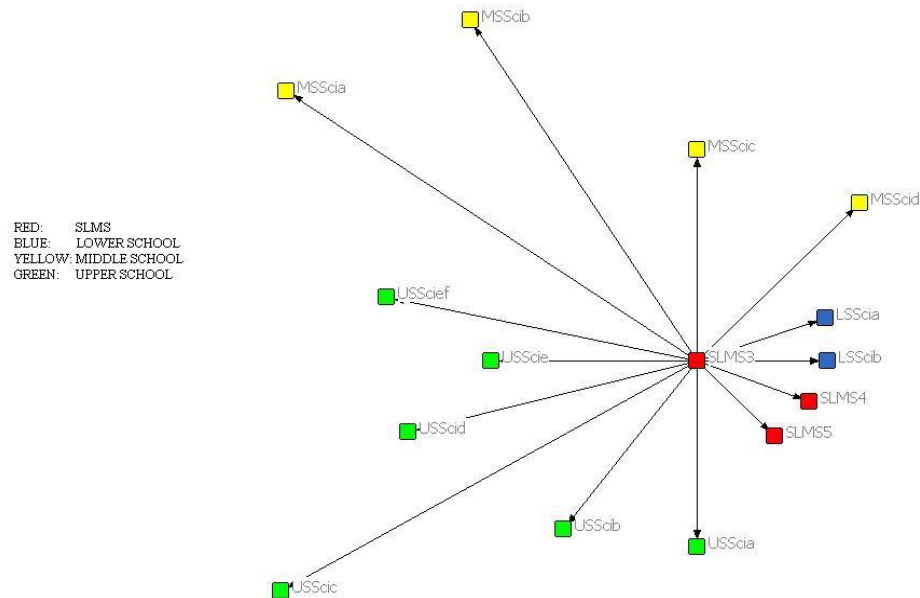 MSScib
MSScia
MSScic
MSScid
RED: SLMS
BLUE: LOWER SCHOOL
YELLOW: MIDDLE SCHOOL
GREEN: UPPER SCHOOL
USScief
LSScia
USScie
SLMS3
LSScib
SLMS4
USScid
SLMS5
USScib
USScia
USScic